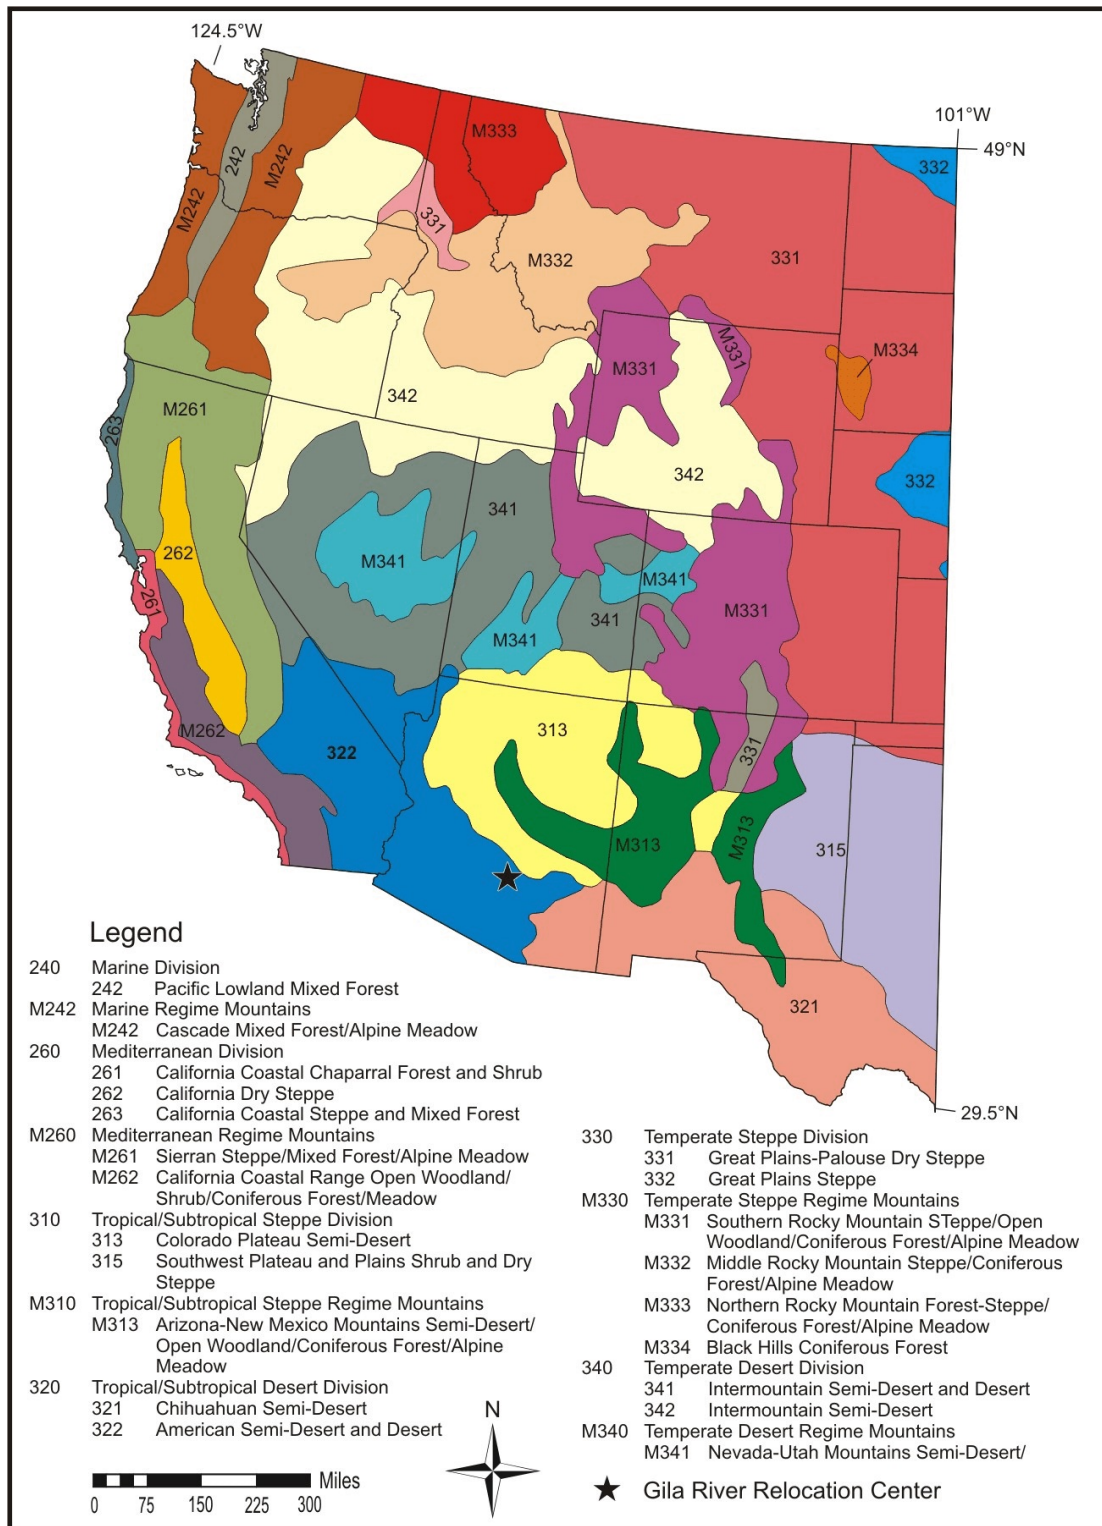 124.5°W
101°W
49°N
M333
332
242
M242
M242
331
M332
331
M331
M334
M331
342
M261
263
332
342
341
262
M341
M341
261
M331
341
M341
M262
313
322
331
M313
M313
315
321
29.5°N
Legend
240 Marine Division
242 Pacific Lowland Mixed Forest
M242 Marine Regime Mountains
M242 Cascade Mixed Forest/Alpine Meadow
260 Mediterranean Division
261 California Coastal Chaparral Forest and Shrub
262 California Dry Steppe
263 California Coastal Steppe and Mixed Forest
M260 Mediterranean Regime Mountains
M261 Sierran Steppe/Mixed Forest/Alpine Meadow
M262 California Coastal Range Open Woodland/
Shrub/Coniferous Forest/Meadow
310 Tropical/Subtropical Steppe Division
313 Colorado Plateau Semi-Desert
315 Southwest Plateau and Plains Shrub and Dry
Steppe
M310 Tropical/Subtropical Steppe Regime Mountains
M313 Arizona-New Mexico Mountains Semi-Desert/
Open Woodland/Coniferous Forest/Alpine
Meadow
320 Tropical/Subtropical Desert Division
321 Chihuahuan Semi-Desert
322 American Semi-Desert and Desert
330 Temperate Steppe Division
331 Great Plains-Palouse Dry Steppe
332 Great Plains Steppe
M330 Temperate Steppe Regime Mountains
M331 Southern Rocky Mountain STeppe/Open
Woodland/Coniferous Forest/Alpine Meadow
M332 Middle Rocky Mountain Steppe/Coniferous
Forest/Alpine Meadow
M333 Northern Rocky Mountain Forest-Steppe/
Coniferous Forest/Alpine Meadow
M334 Black Hills Coniferous Forest
340 Temperate Desert Division
341 Intermountain Semi-Desert and Desert
342 Intermountain Semi-Desert
M340 Temperate Desert Regime Mountains
M341 Nevada-Utah Mountains Semi-Desert/
Gila River Relocation Center
N
Miles
0 75 150 225 300